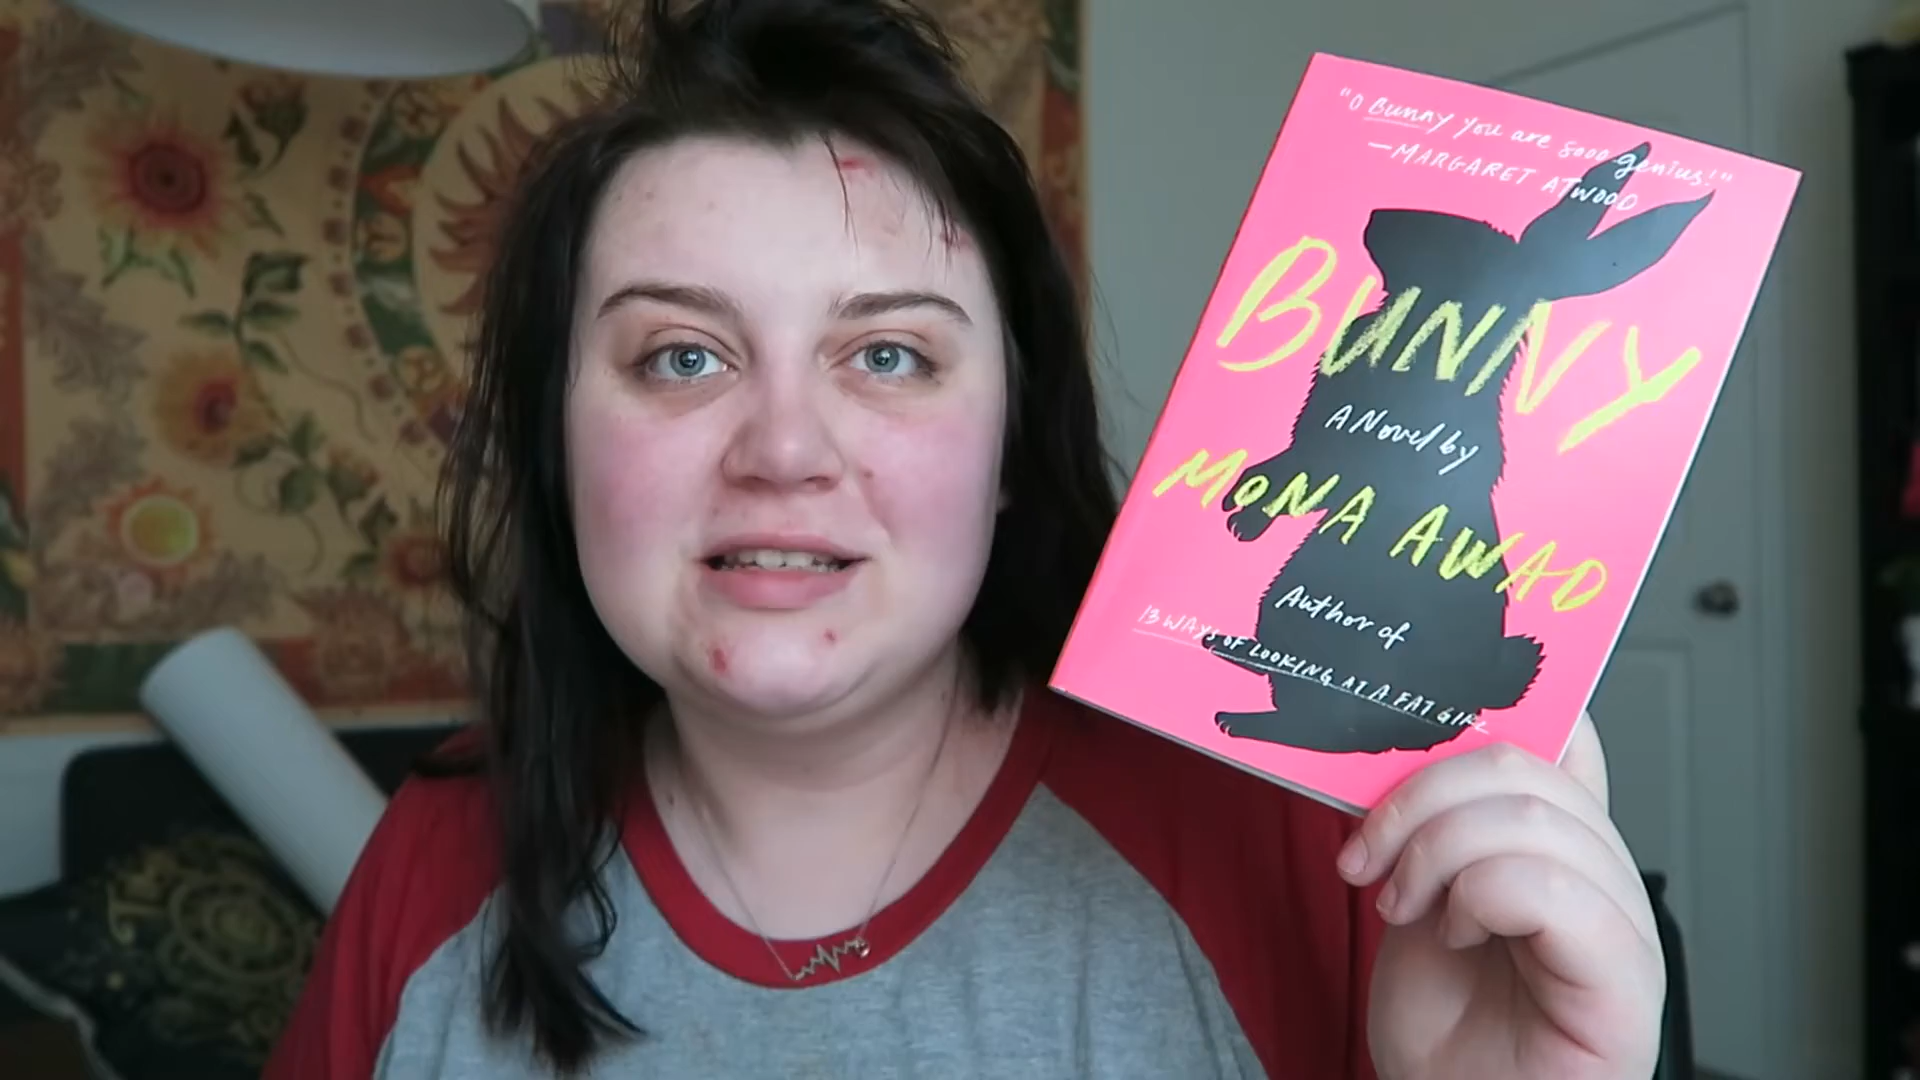 "O Bunny you are sooo genius!"
—MARGARET ATWOOD
BUNNY
A Novel by
MONA AWAD
Author of
13 WAYS OF LOOKING AT A FAT GIRL